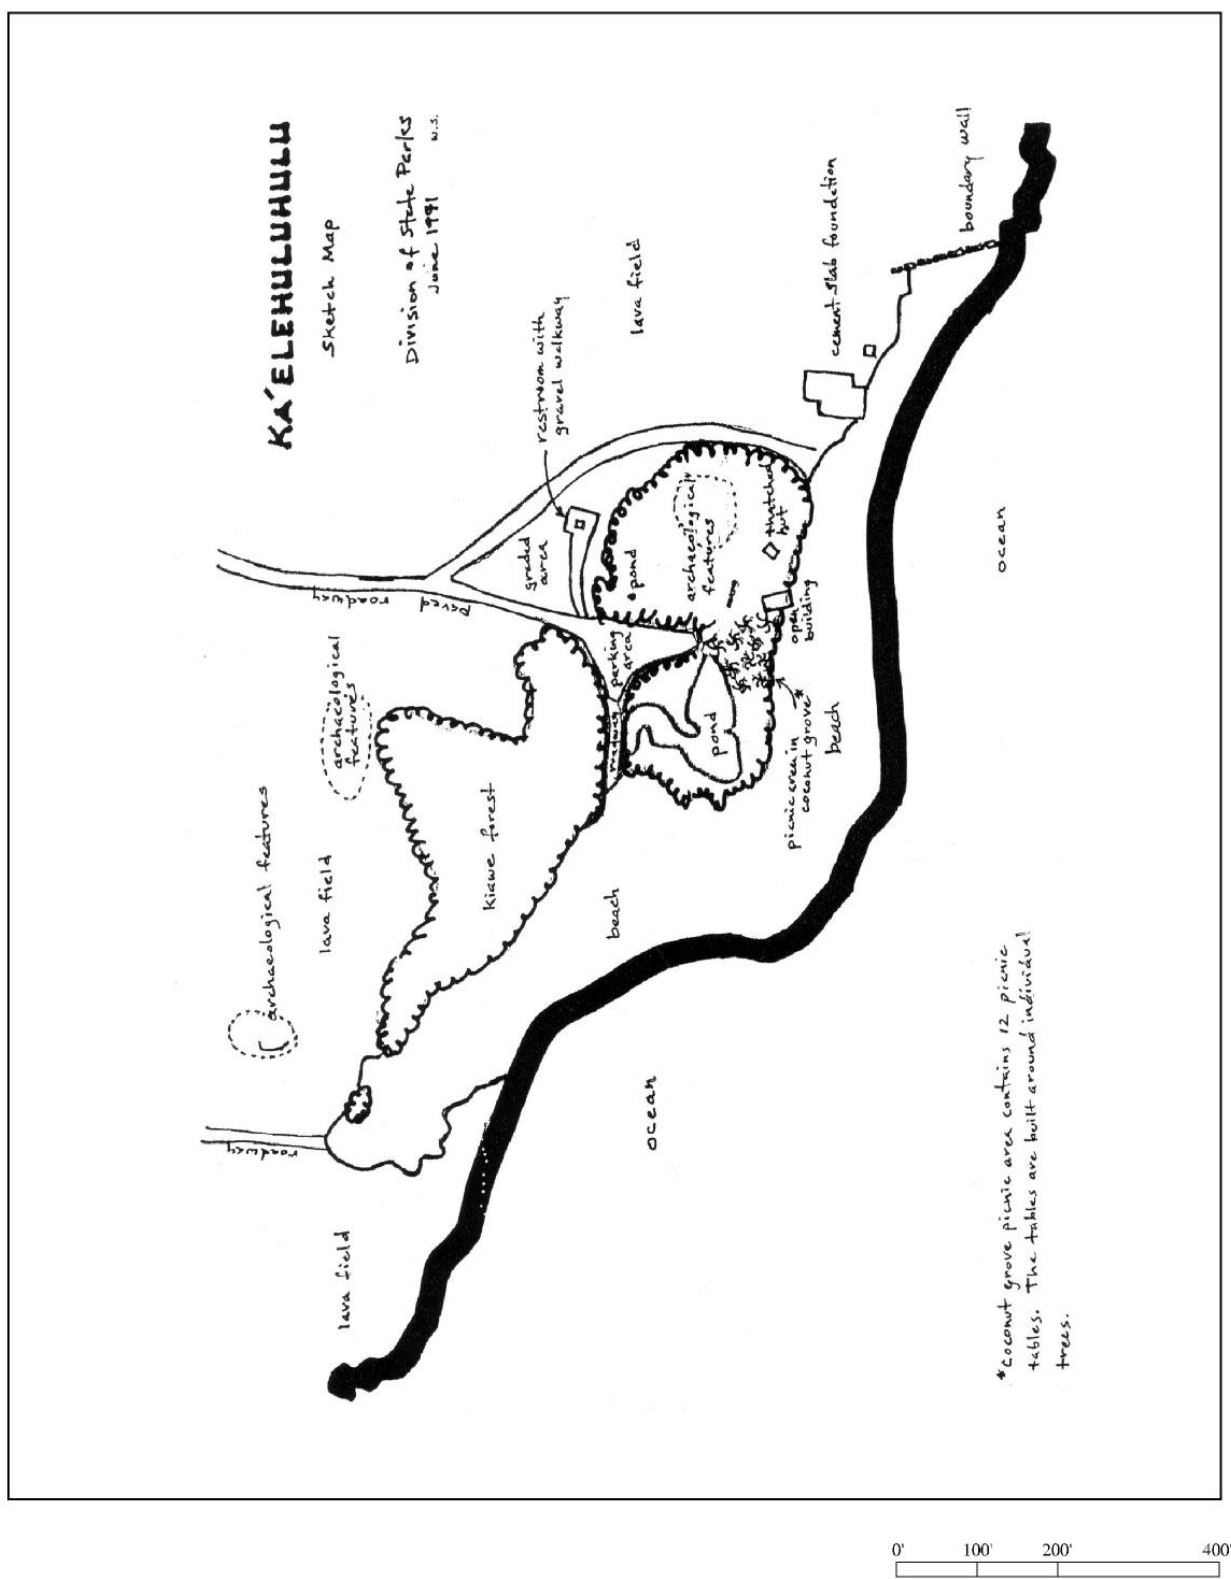 KA'ELEHULUHULU
Sketch Map
Division of State Parks
June 1991 W.S.
boundary wall
cement slab foundation
lava field
restroom with
gravel walkway
graded
area
pond
archaeological
features
thatched
hut
open
building
paved roadway
parking
area
roadway
pond
picnic area in
coconut grove*
beach
ocean
archaeological
features
archaeological features
lava field
Kiawe forest
beach
ocean
roadway
lava field
*Coconut grove picnic area contains 12 picnic
tables. The tables are built around individual
trees.
0' 100' 200' 400'